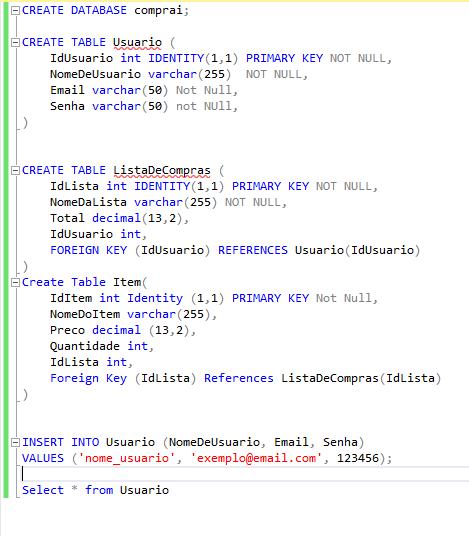 CREATE DATABASE comprai;
CREATE TABLE Usuario (
IdUsuario int IDENTITY(1,1) PRIMARY KEY NOT NULL,
NomeDeUsuario varchar(255)  NOT NULL,
Email varchar(50) Not Null,
Senha varchar(50) not NUll,
)
CREATE TABLE ListaDeCompras (
IdLista int IDENTITY(1,1) PRIMARY KEY NOT NULL,
NomeDaLista varchar(255) NOT NULL,
Total decimal(13,2),
IdUsuario int,
FOREIGN KEY (IdUsuario) REFERENCES Usuario(IdUsuario)
)
Create Table Item(
IdItem int Identity (1,1) PRIMARY KEY Not Null,
NomeDoItem varchar(255),
Preco decimal (13,2),
Quantidade int,
IdLista int,
Foreign Key (IdLista) References ListaDeCompras(IdLista)
)
INSERT INTO Usuario (NomeDeUsuario, Email, Senha)
VALUES ('nome_usuario', 'exemplo@email.com', 123456);
Select * from Usuario